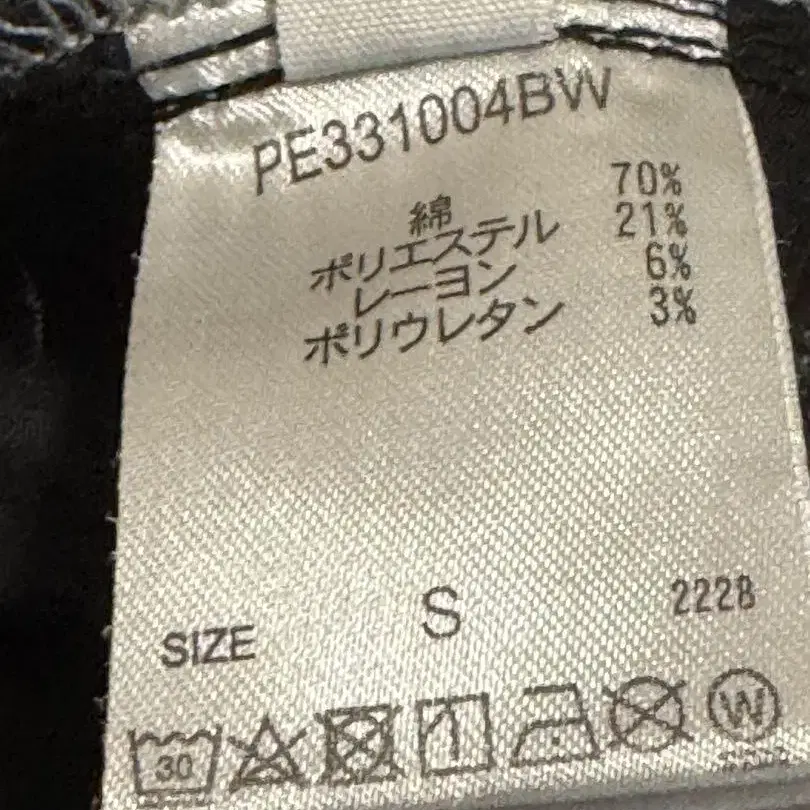 PE331004BW
綿 70%
ポリエステル 21%
レーヨン 6%
ポリウレタン 3%
SIZE S 2228
30 W